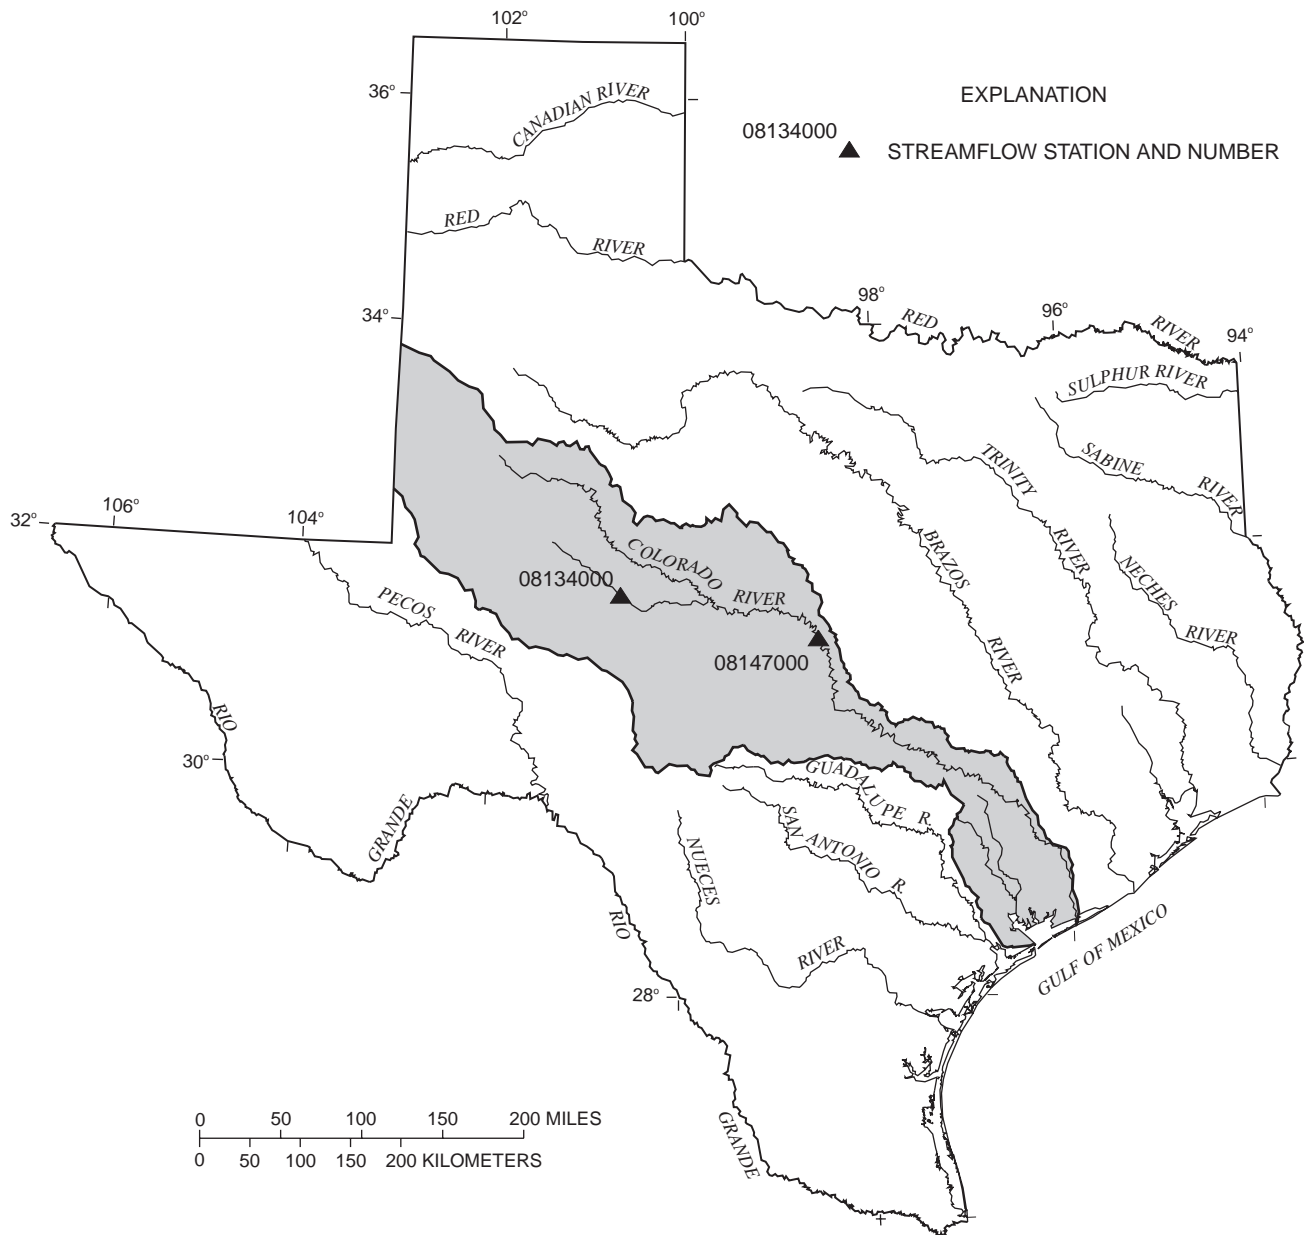 102°
100°
36°
CANADIAN RIVER
EXPLANATION
08134000
STREAMFLOW STATION AND NUMBER
RED
RIVER
34°
98°
RED
96°
RIVER
94°
SULPHUR RIVER
SABINE
RIVER
TRINITY
RIVER
32°
106°
104°
COLORADO
RIVER
08134000
08147000
BRAZOS
RIVER
NECHES
RIVER
PECOS
RIVER
RIO
30°
GRANDE
GUADALUPE R.
SAN ANTONIO R.
NUECES
RIVER
RIO
28°
GULF OF MEXICO
GRANDE
0 50 100 150 200 MILES
0 50 100 150 200 KILOMETERS